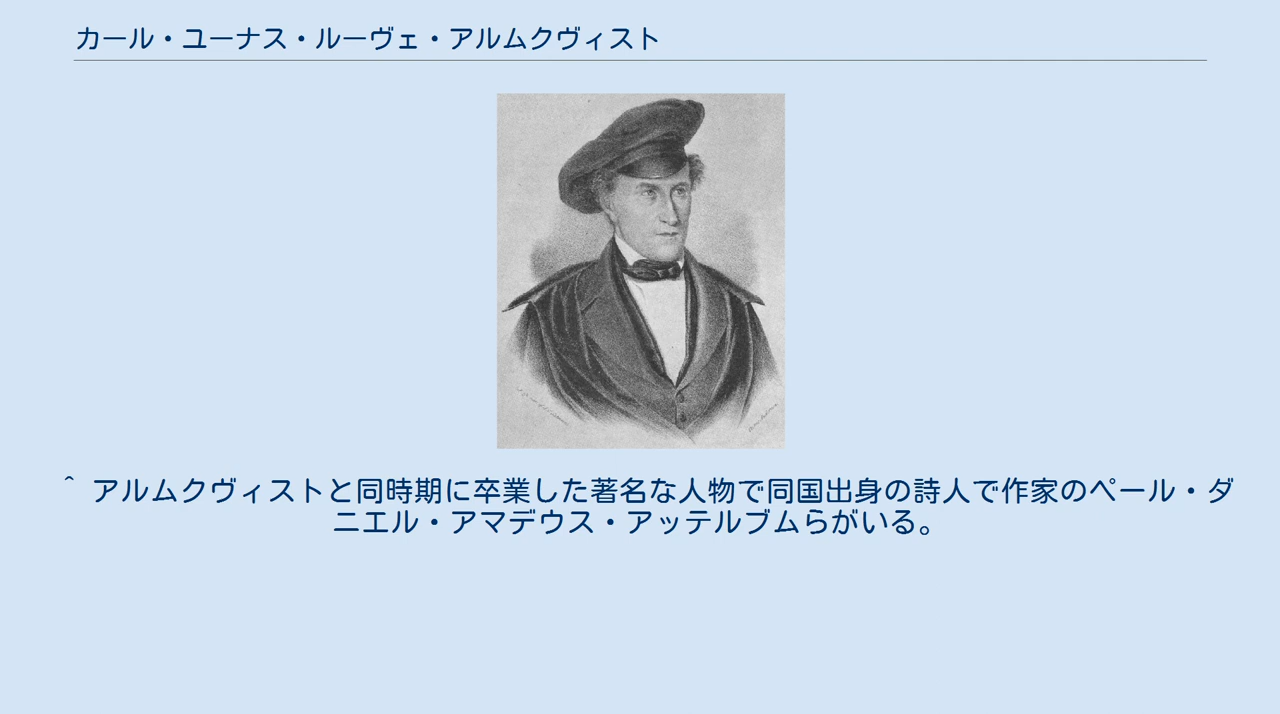 カール・ユーナス・ルーヴェ・アルムクヴィスト
^ アルムクヴィストと同時期に卒業した著名な人物で同国出身の詩人で作家のペール・ダ
ニエル・アマデウス・アッテルブムらがいる。